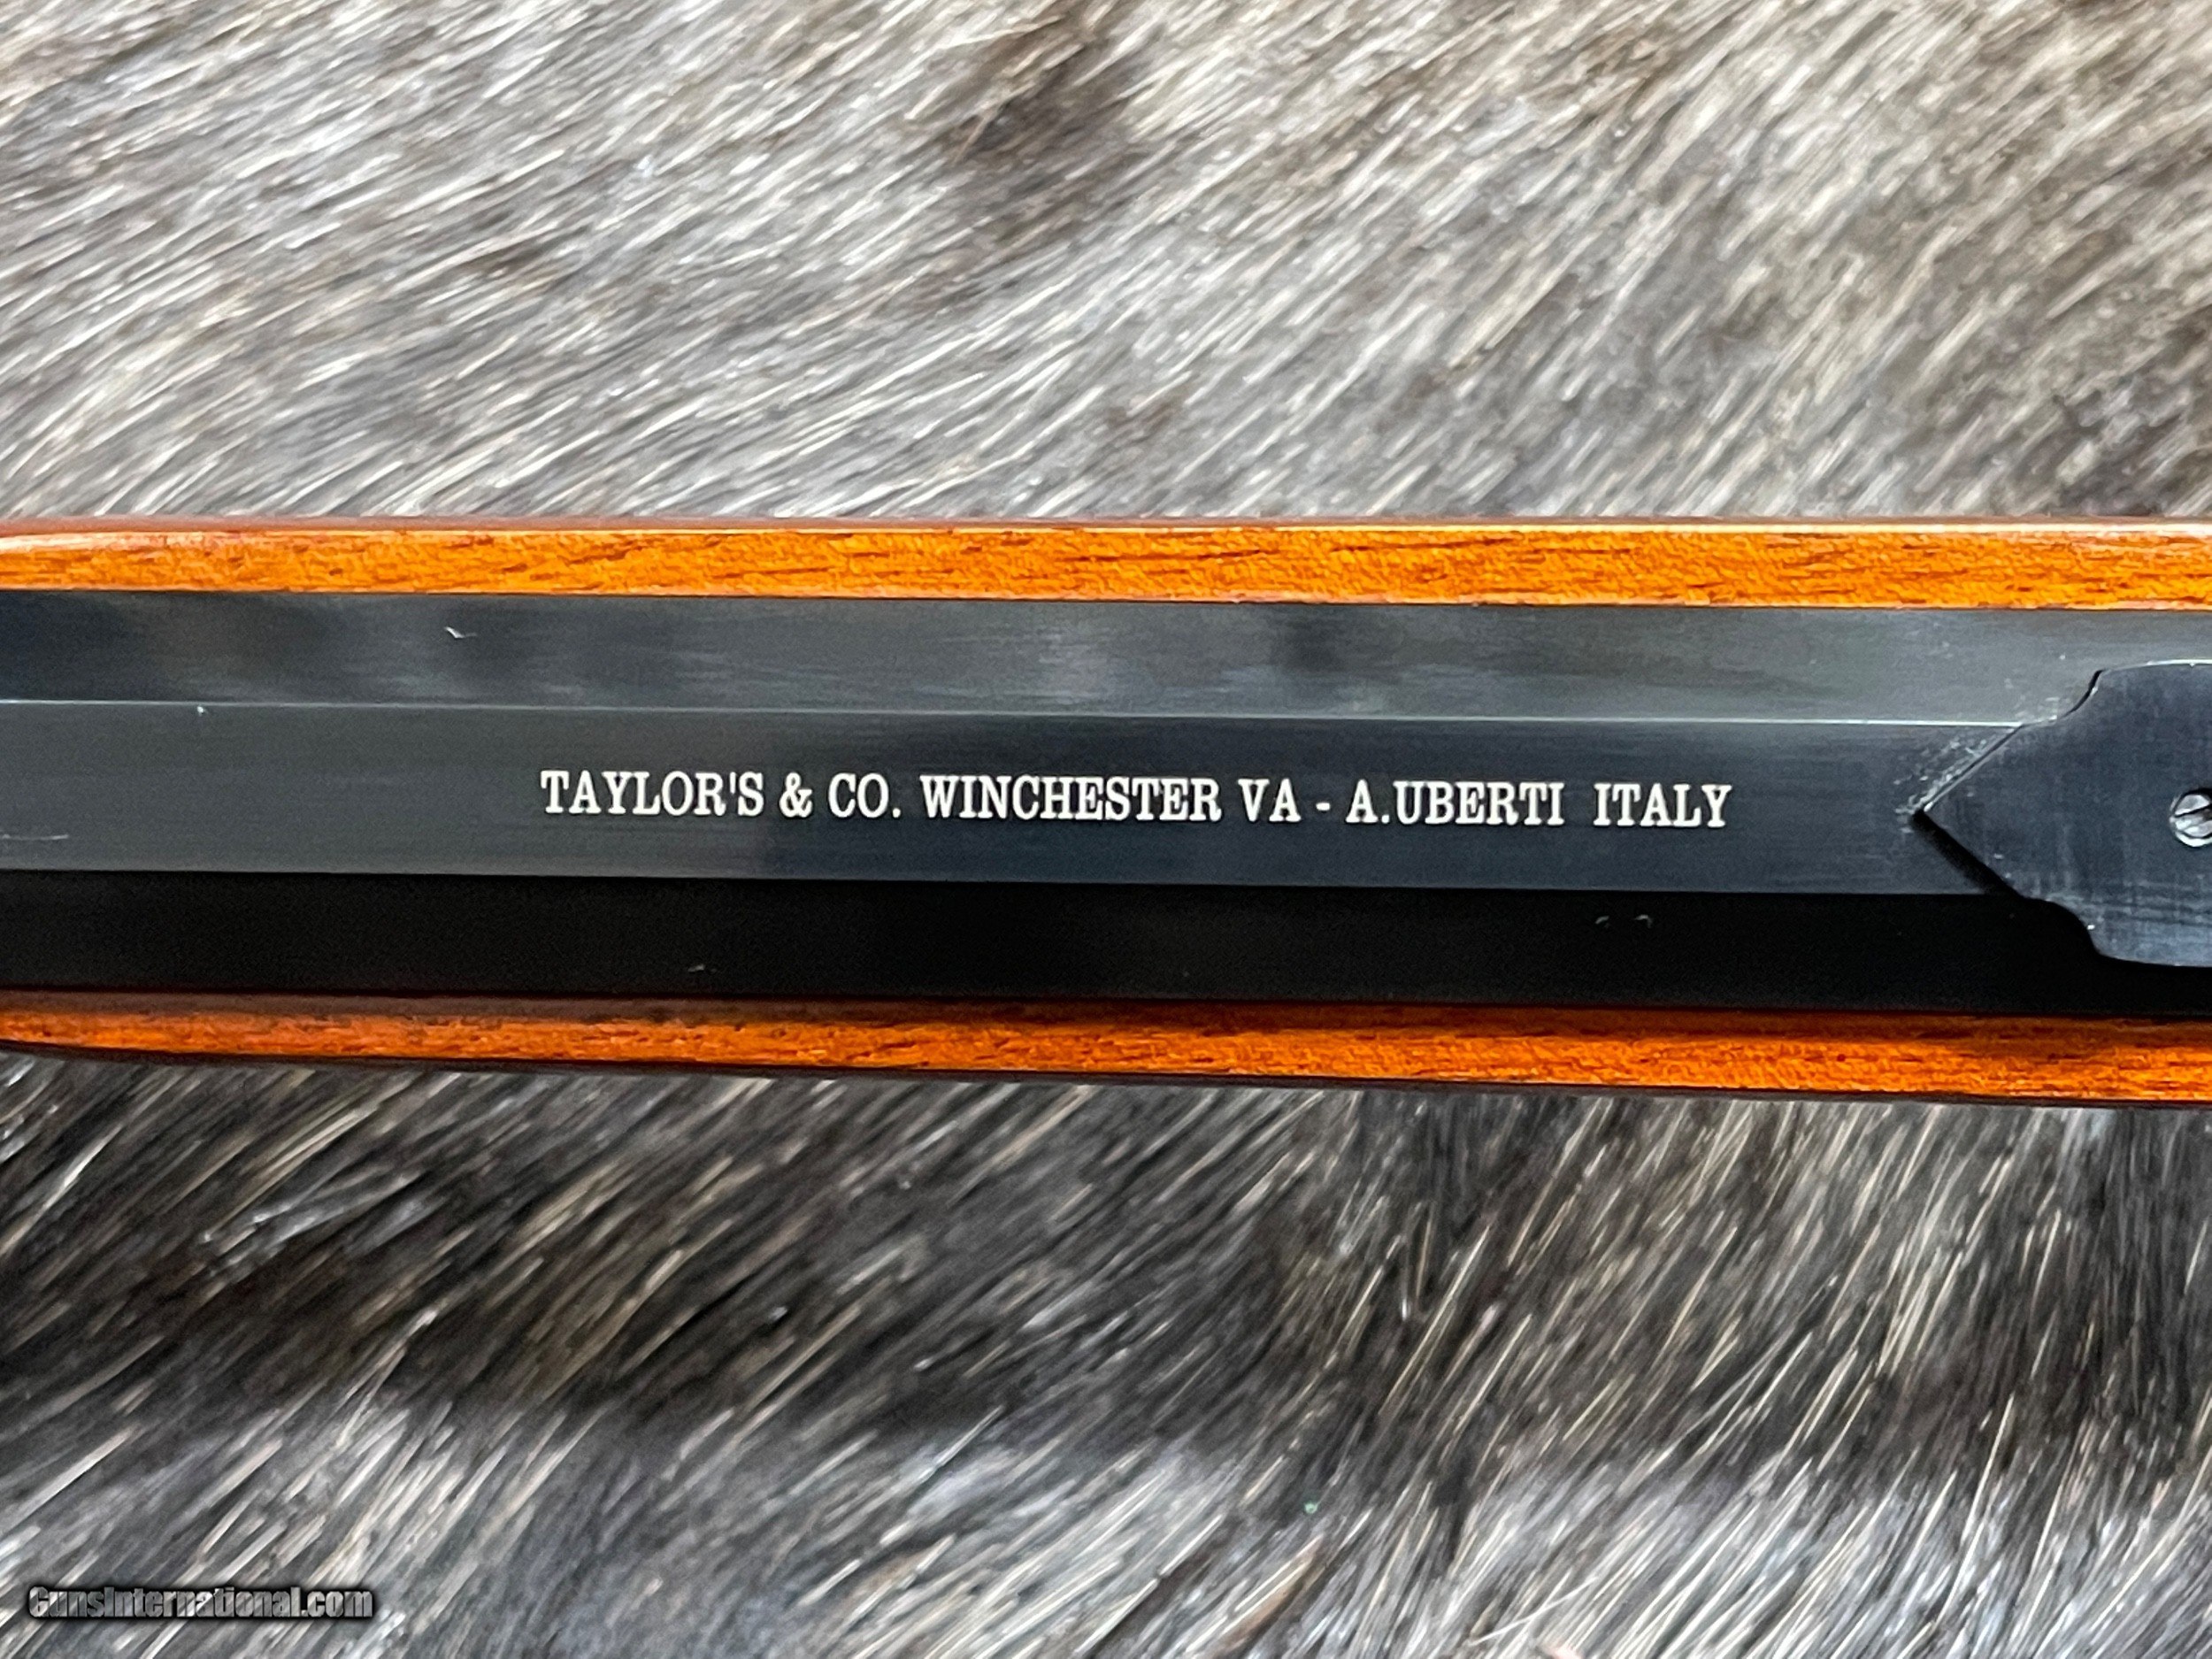 TAYLOR'S & CO. WINCHESTER VA - A.UBERTI ITALY
GunsInternational.com